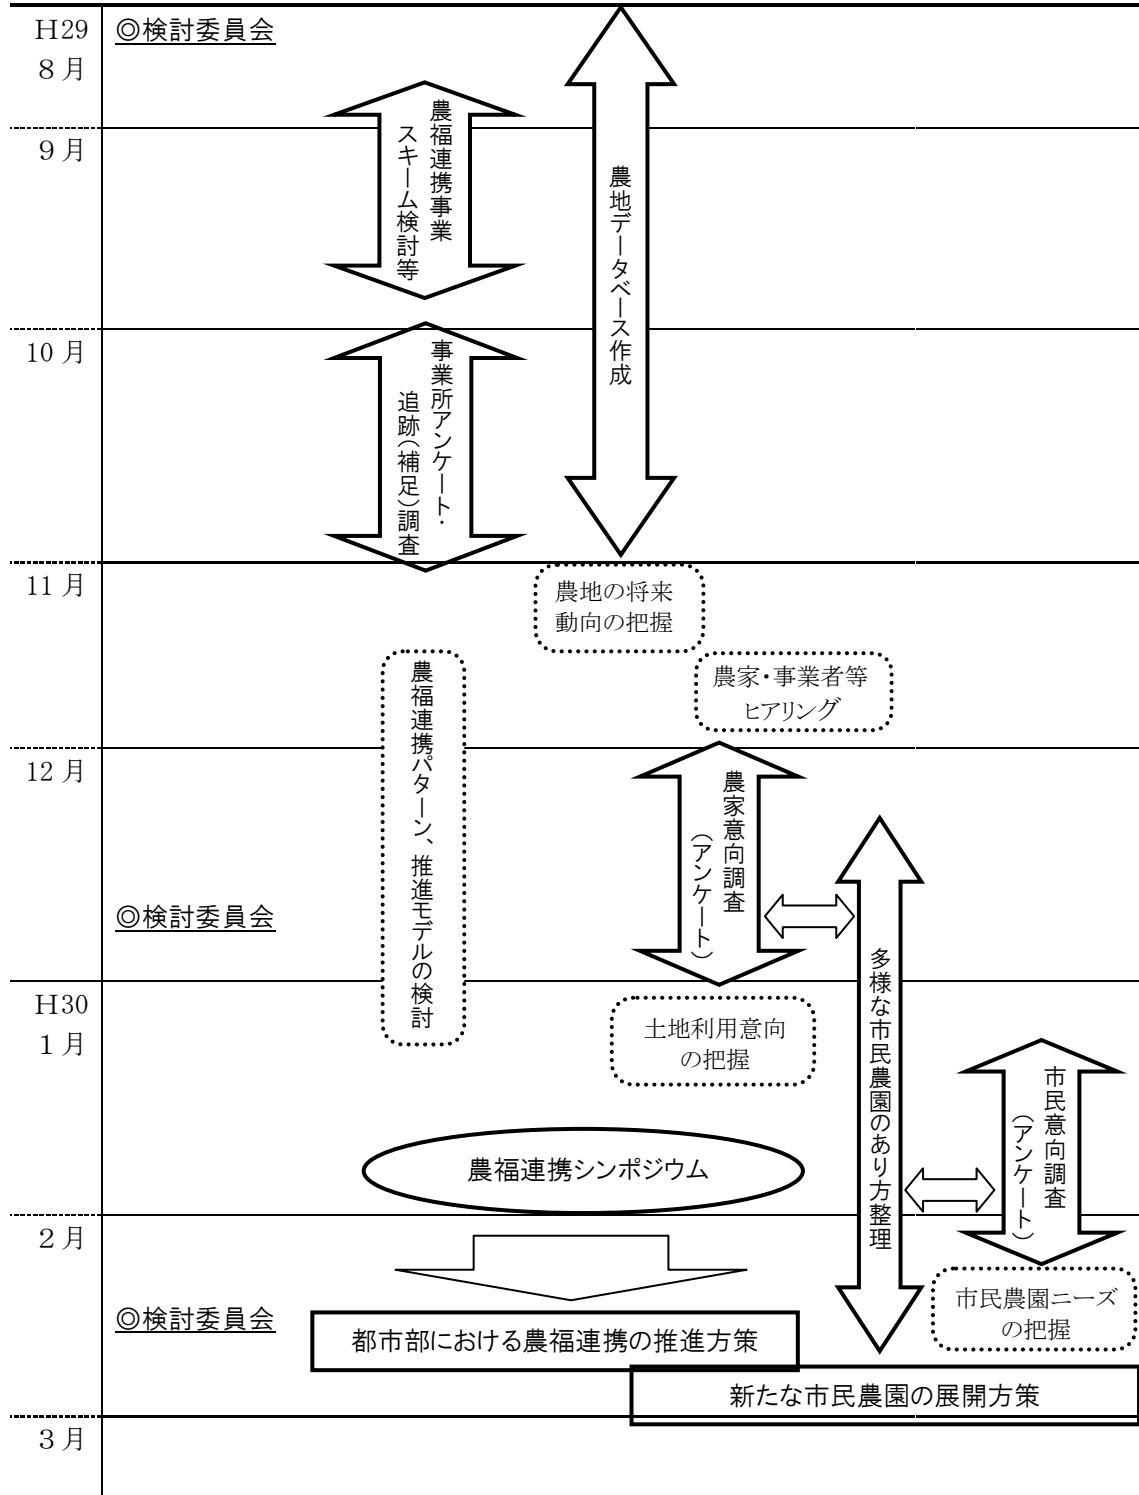 H29
8月
◎検討委員会
農福連携事業
スキーム検討等
農地データベース作成
9月
10月
事業所アンケート・
追跡(補足)調査
11月
農地の将来
動向の把握
農家・事業者等
ヒアリング
農福連携パターン、推進モデルの検討
12月
農家意向調査
(アンケート)
◎検討委員会
多様な市民農園のあり方整理
H30
1月
土地利用意向
の把握
市民意向調査
(アンケート)
農福連携シンポジウム
2月
◎検討委員会
市民農園ニーズ
の把握
都市部における農福連携の推進方策
新たな市民農園の展開方策
3月